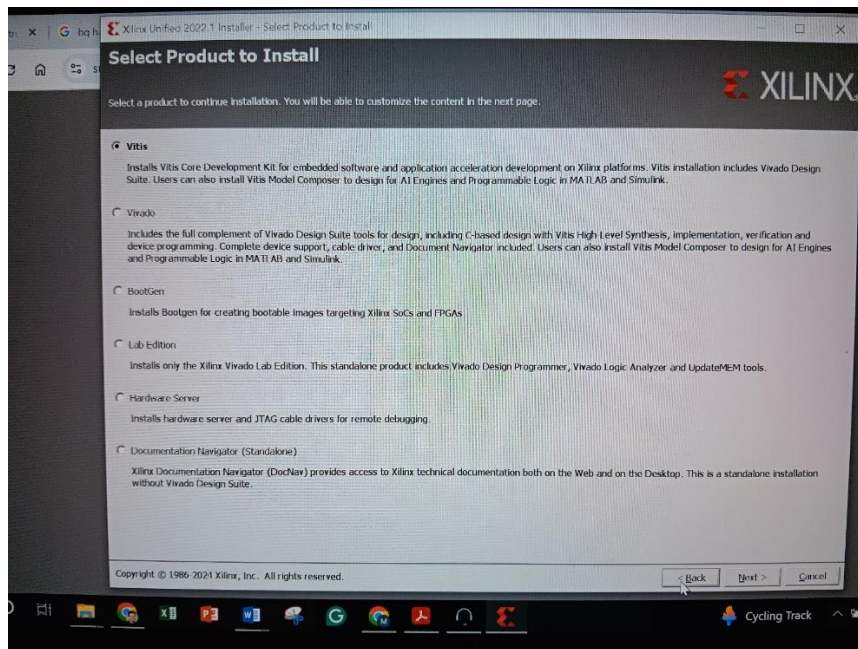 G bq h
Xilinx Unified 2022.1 Installer - Select Product to Install
Select Product to Install
XILINX
Select a product to continue installation. You will be able to customize the content in the next page.
Vitis
Installs Vitis Core Development Kit for embedded software and application acceleration development on Xilinx platforms. Vitis installation includes Vivado Design
Suite. Users can also install Vitis Model Composer to design for AI Engines and Programmable Logic in MATLAB and Simulink.
Vivado
Includes the full complement of Vivado Design Suite tools for design, including C-based design with Vitis High Level Synthesis, implementation, verification and
device programming. Complete device support, cable driver, and Document Navigator included. Users can also install Vitis Model Composer to design for AI Engines
and Programmable Logic in MATLAB and Simulink.
BootGen
Installs Bootgen for creating bootable images targeting Xilinx SoCs and FPGAs
Lab Edition
Installs only the Xilinx Vivado Lab Edition. This standalone product includes Vivado Design Programmer, Vivado Logic Analyzer and UpdateMEM tools.
Hardware Server
Installs hardware server and JTAG cable drivers for remote debugging.
Documentation Navigator (Standalone)
Xilinx Documentation Navigator (DocNav) provides access to Xilinx technical documentation both on the Web and on the Desktop. This is a standalone installation
without Vivado Design Suite.
Copyright © 1986-2024 Xilinx, Inc. All rights reserved.
< Back Next > Cancel
Cycling Track